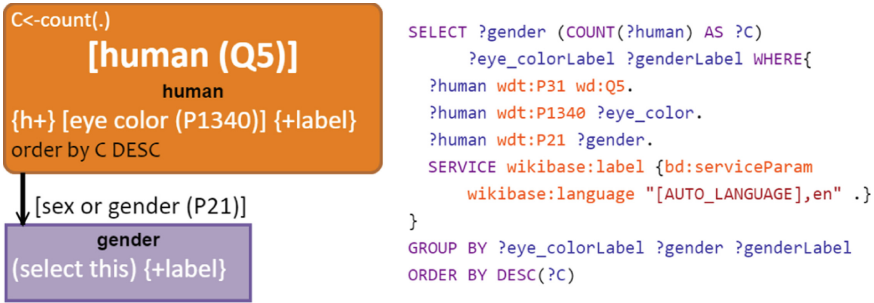 C<-count(.)
[human (Q5)]
human
{h+} [eye color (P1340)] {+label}
order by C DESC
[sex or gender (P21)]
gender
(select this) {+label}
SELECT ?gender (COUNT(?human) AS ?C)
?eye_colorLabel ?genderLabel WHERE{
?human wdt:P31 wd:Q5.
?human wdt:P1340 ?eye_color.
?human wdt:P21 ?gender.
SERVICE wikibase:label {bd:serviceParam
wikibase:language "[AUTO_LANGUAGE],en" .}
}
GROUP BY ?eye_colorLabel ?gender ?genderLabel
ORDER BY DESC(?C)